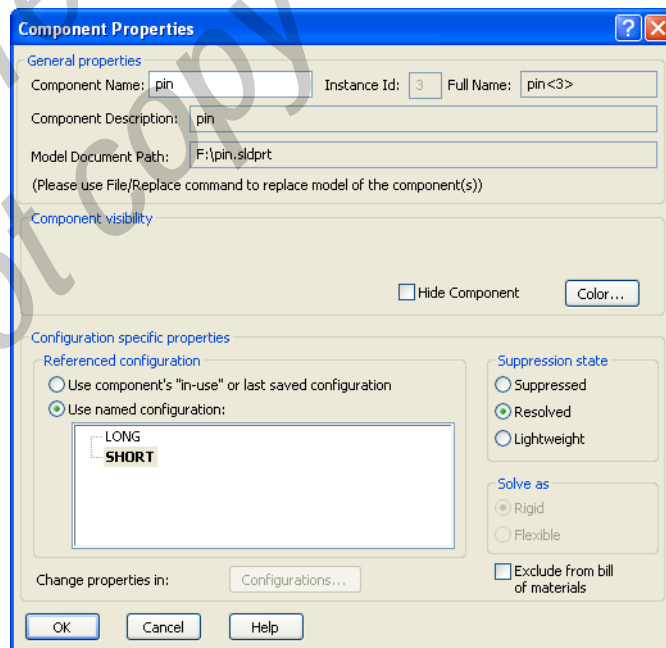 Component Properties
General properties
Component Name: pin Instance Id: 3 Full Name: pin<3>
Component Description: pin
Model Document Path: F:\pin.sldprt
(Please use File/Replace command to replace model of the component(s))
Component visibility
Hide Component Color...
Configuration specific properties
Referenced configuration
Use component's "in-use" or last saved configuration
Use named configuration:
LONG
SHORT
Suppression state
Suppressed
Resolved
Lightweight
Solve as
Rigid
Flexible
Change properties in: Configurations...
Exclude from bill
of materials
OK Cancel Help
not copy